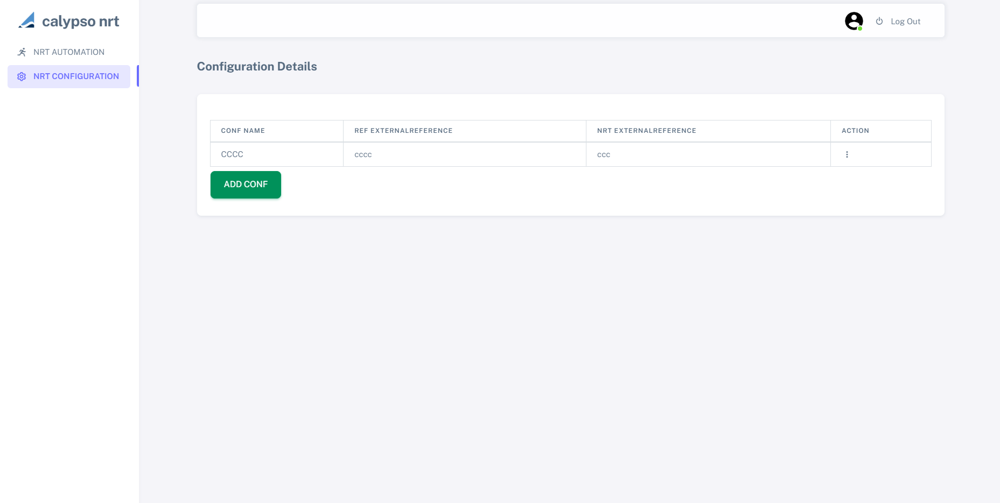 calypso nrt
NRT AUTOMATION
NRT CONFIGURATION
Log Out
Configuration Details
CONF NAME REF EXTERNALREFERENCE NRT EXTERNALREFERENCE ACTION
CCCC cccc ccc
ADD CONF